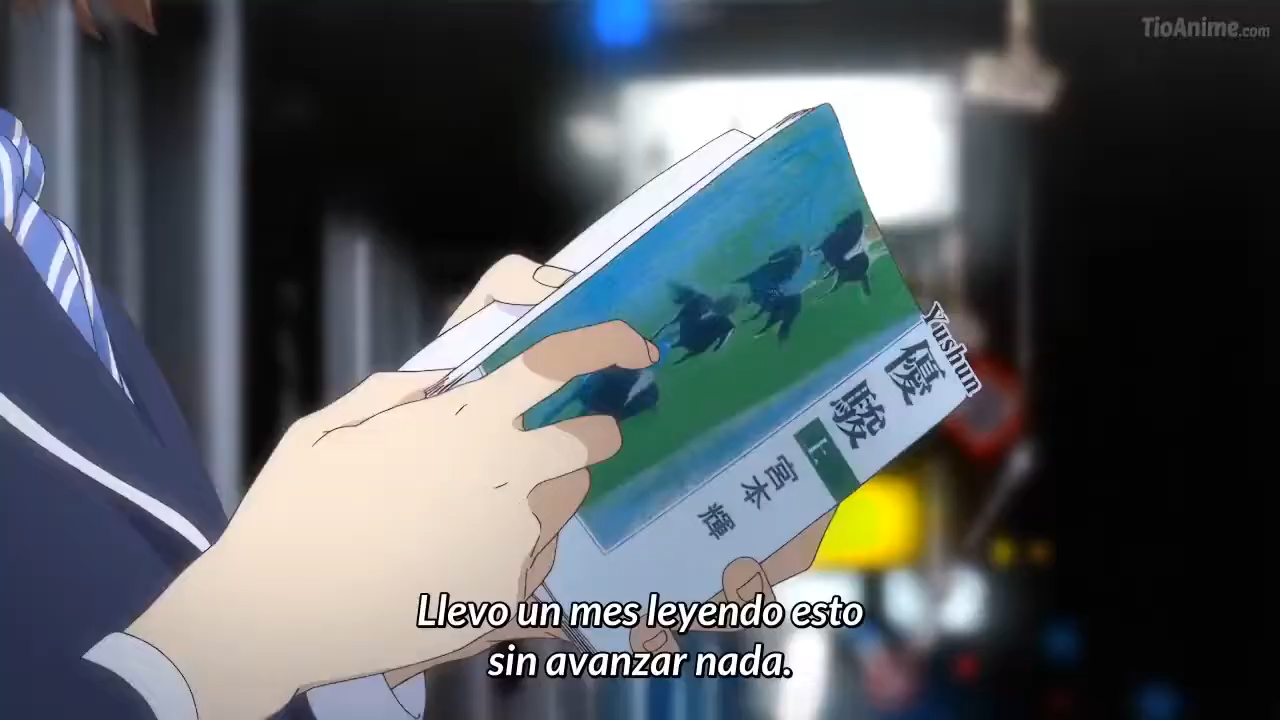 TioAnime.com
Yushun
優駿
上
宮本輝
Llevo un mes leyendo esto
sin avanzar nada.